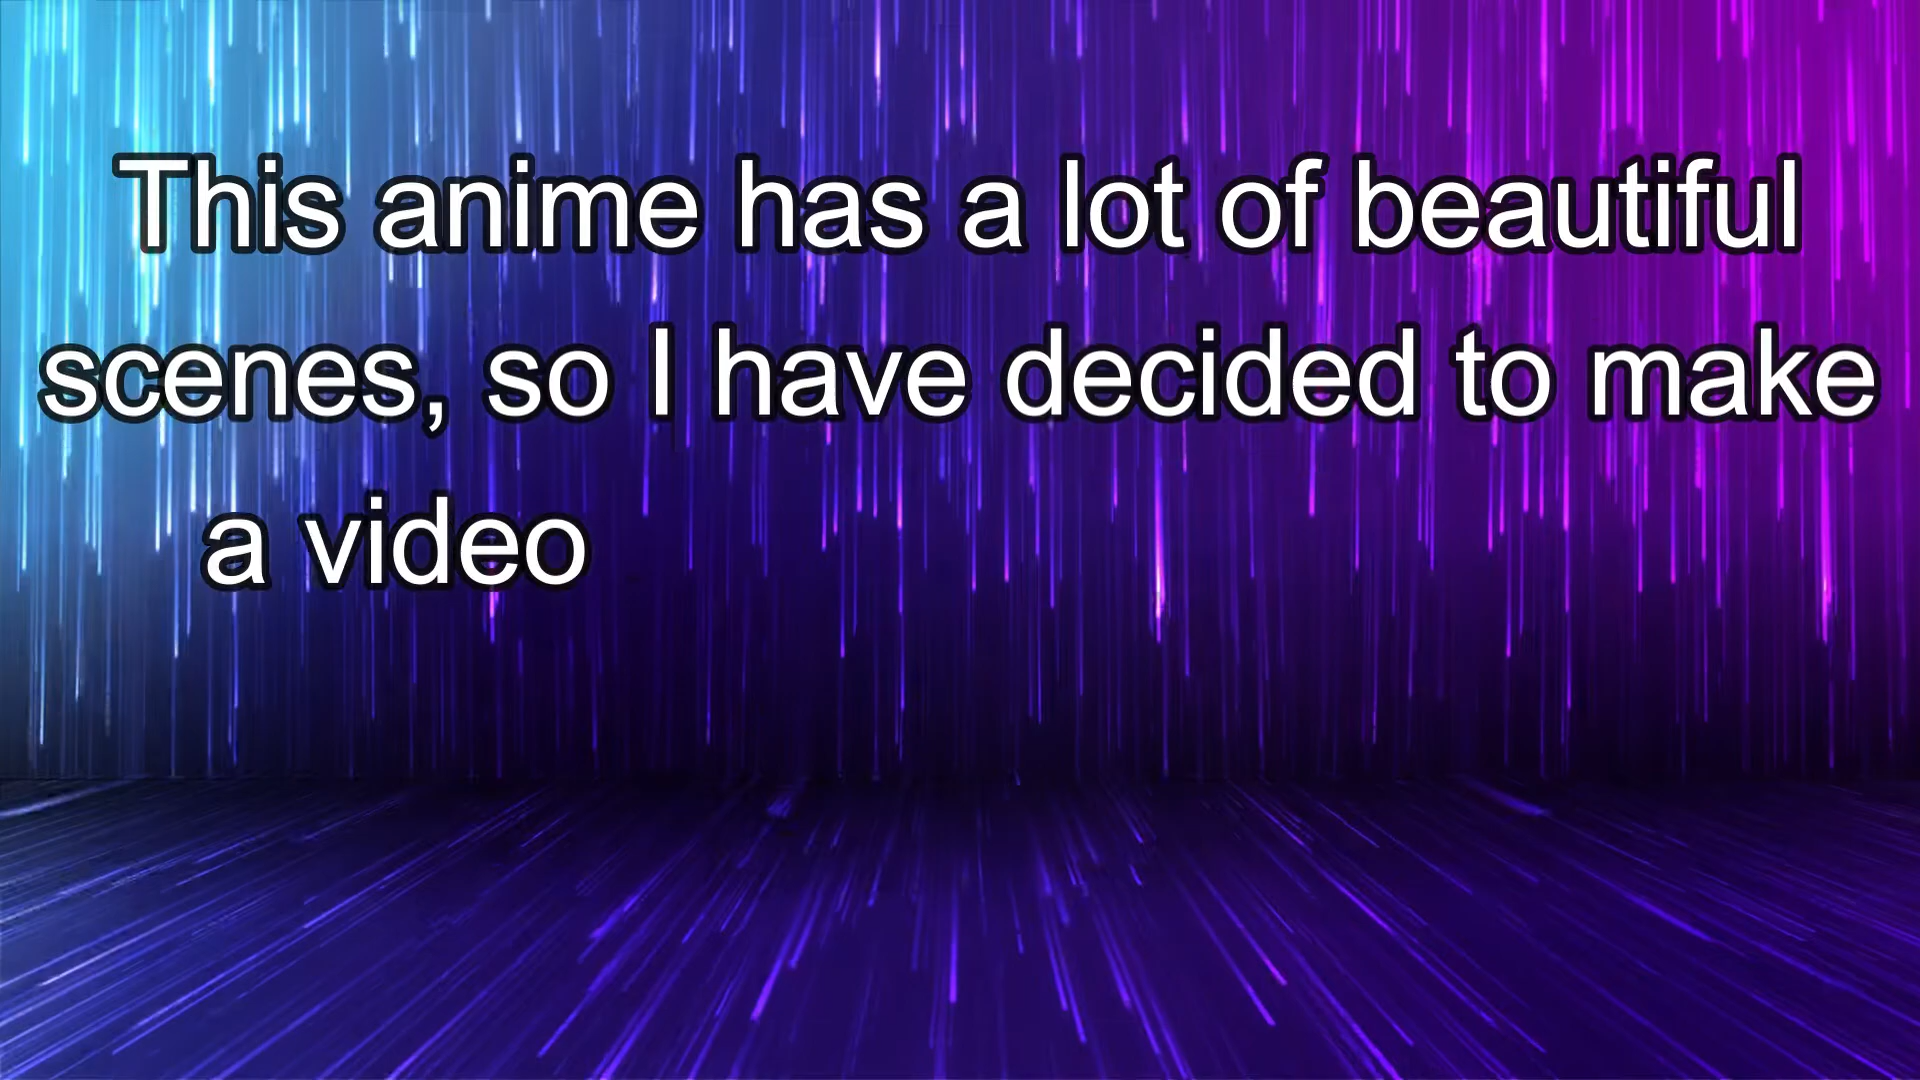 This anime has a lot of beautiful
scenes, so I have decided to make
a video